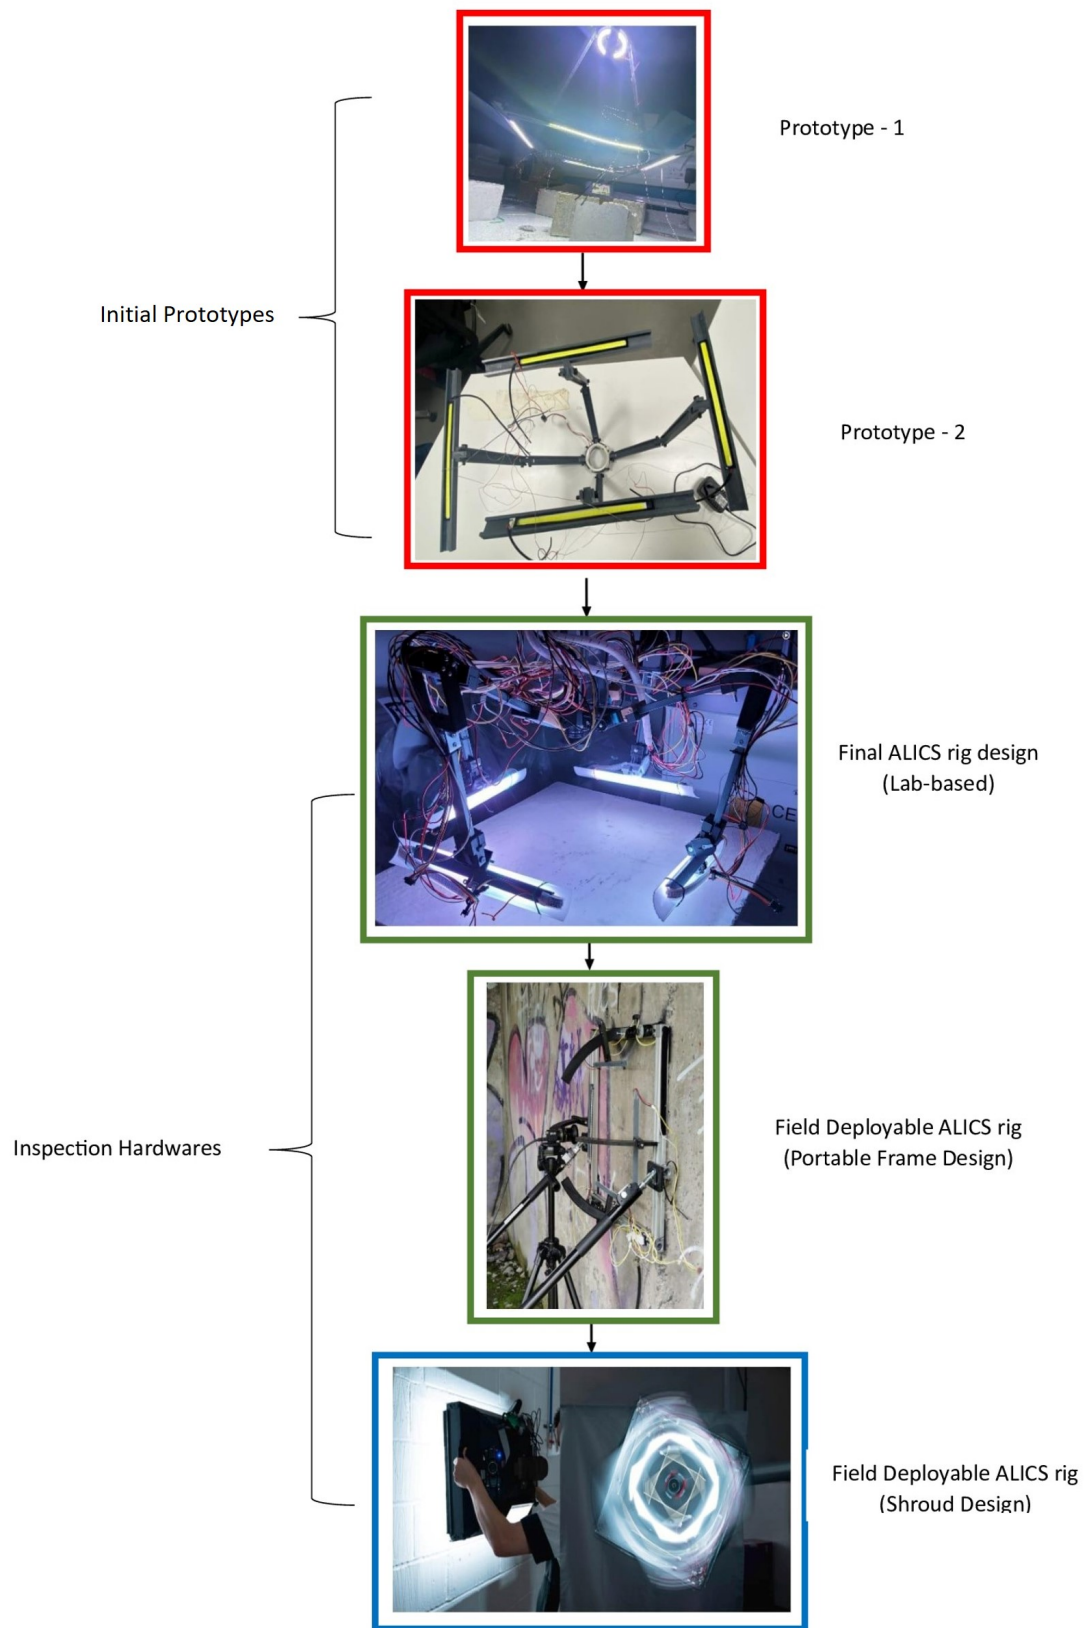 Prototype - 1
Initial Prototypes
Prototype - 2
Final ALICS rig design
(Lab-based)
CE
Field Deployable ALICS rig
(Portable Frame Design)
Inspection Hardwares
Field Deployable ALICS rig
(Shroud Design)